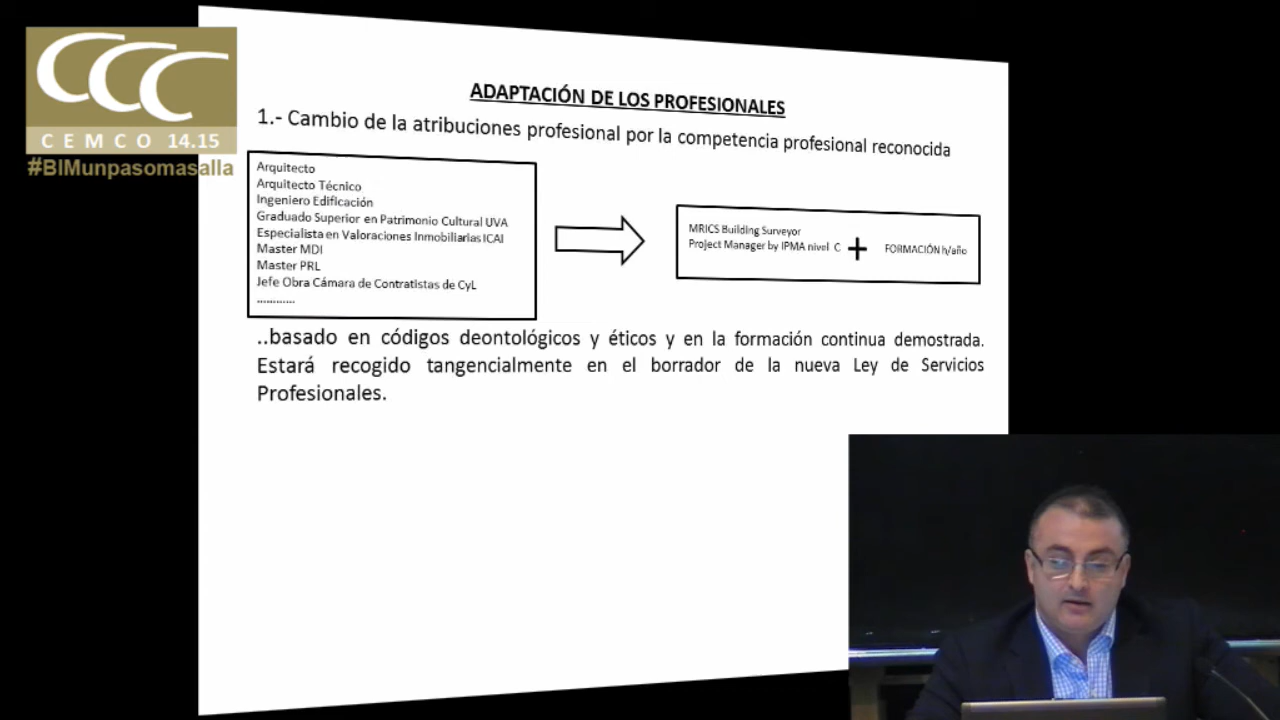 CCC
CEMCO 14.15
#BIMunpasomasalla
ADAPTACIÓN DE LOS PROFESIONALES
1.- Cambio de la atribuciones profesional por la competencia profesional reconocida
Arquitecto
Arquitecto Técnico
Ingeniero Edificación
Graduado Superior en Patrimonio Cultural UVA
Especialista en Valoraciones Inmobiliarias ICAI
Master MDI
Master PRL
Jefe Obra Cámara de Contratistas de CyL
............
MRICS Building Surveyor
Project Manager by IPMA nivel C + FORMACIÓN h/año
..basado en códigos deontológicos y éticos y en la formación continua demostrada.
Estará recogido tangencialmente en el borrador de la nueva Ley de Servicios
Profesionales.